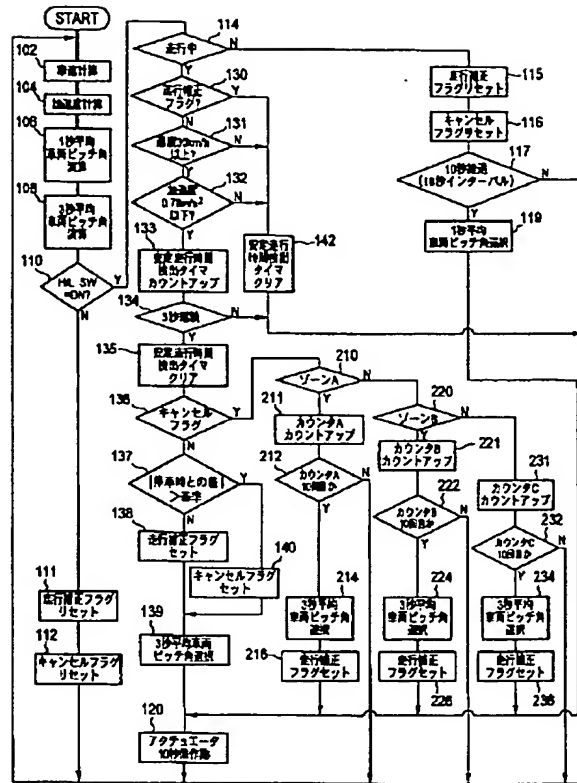 START
102
車速計算
104
加速度計算
106
1秒平均
車両ピッチ角
演算
108
3秒平均
車両ピッチ角
演算
110
H/L SW
=ON?
Y
N
111
走行補正フラグ
リセット
112
キャンセルフラグ
リセット
114
走行中
N
Y
130
走行補正
フラグ?
Y
N
131
以上?
N
Y
132
加速度
以下?
N
Y
133
安定走行時間
検出タイマ
カウントアップ
134
3秒継続
N
Y
135
安定走行時間
検出タイマ
クリア
136
キャンセル
フラグ
Y
N
137
|停車時との差|
>基準
Y
N
138
走行補正フラグ
セット
140
キャンセルフラグ
セット
139
3秒平均車両
ピッチ角選択
120
アクチュエータ
142
安定走行
時間検出
タイマ
クリア
115
走行補正
フラグリセット
116
キャンセル
フラグリセット
117
10秒経過
(10秒インターバル)
N
Y
119
1秒平均
車両ピッチ角選択
210
ゾーンA
N
Y
211
カウンタA
カウントアップ
212
カウンタA
10回目か
N
Y
214
3秒平均
車両ピッチ角
選択
216
走行補正
フラグセット
220
ゾーンB
N
Y
221
カウンタB
カウントアップ
222
カウンタB
10回目か
N
Y
224
3秒平均
車両ピッチ角
選択
226
走行補正
フラグセット
231
カウンタC
カウントアップ
232
カウンタC
10回目か
N
Y
234
3秒平均
車両ピッチ角
選択
236
走行補正
フラグセット